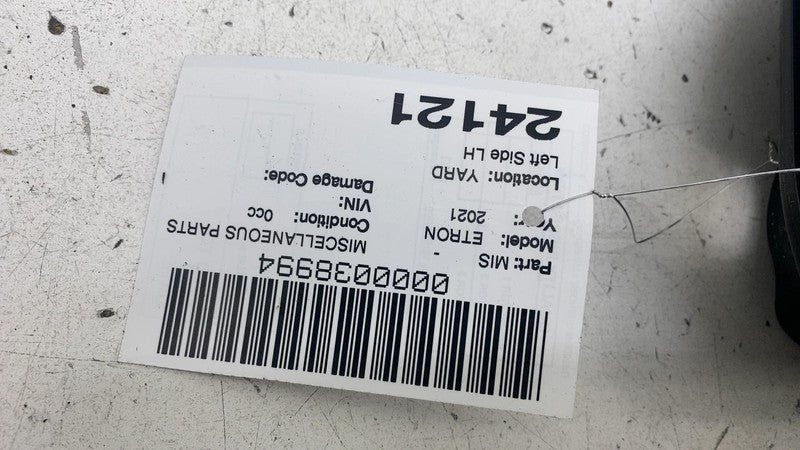 0000038994
Part: MIS - MISCELLANEOUS PARTS
Model: ETRON Condition: 0cc
Year: 2021 VIN:
Damage Code:
Location: YARD
Left Side LH
24121